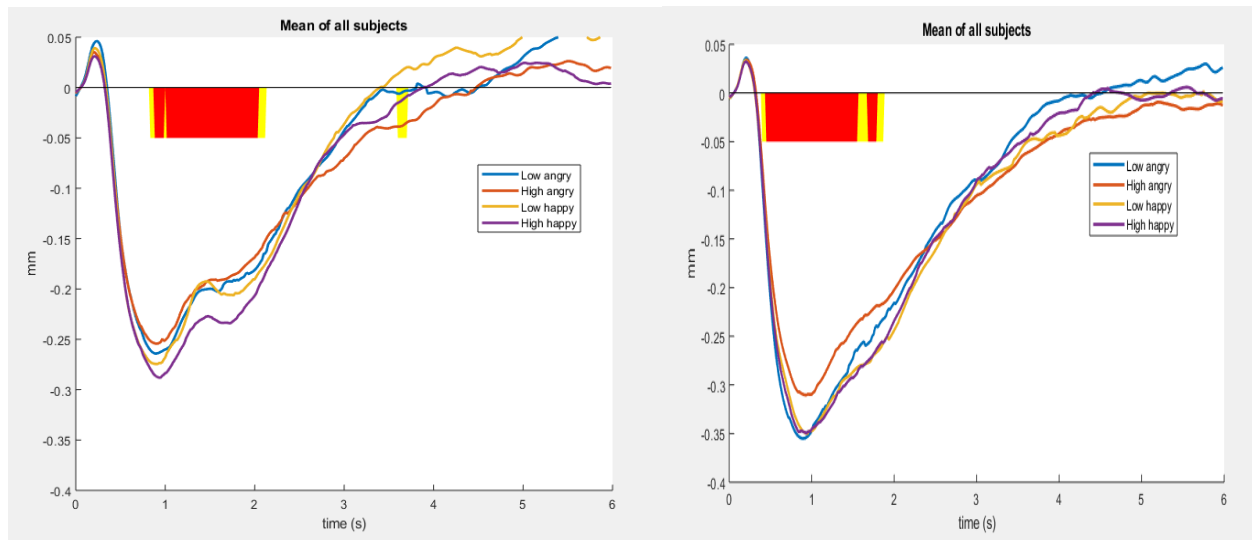 Mean of all subjects
0.05
0
-0.05
-0.1
-0.15
-0.2
-0.25
-0.3
-0.35
-0.4
mm
0 1 2 3 4 5 6
time (s)
Low angry
High angry
Low happy
High happy
Mean of all subjects
0.05
0
-0.05
-0.1
-0.15
-0.2
-0.25
-0.3
-0.35
-0.4
mm
0 1 2 3 4 5 6
time (s)
Low angry
High angry
Low happy
High happy